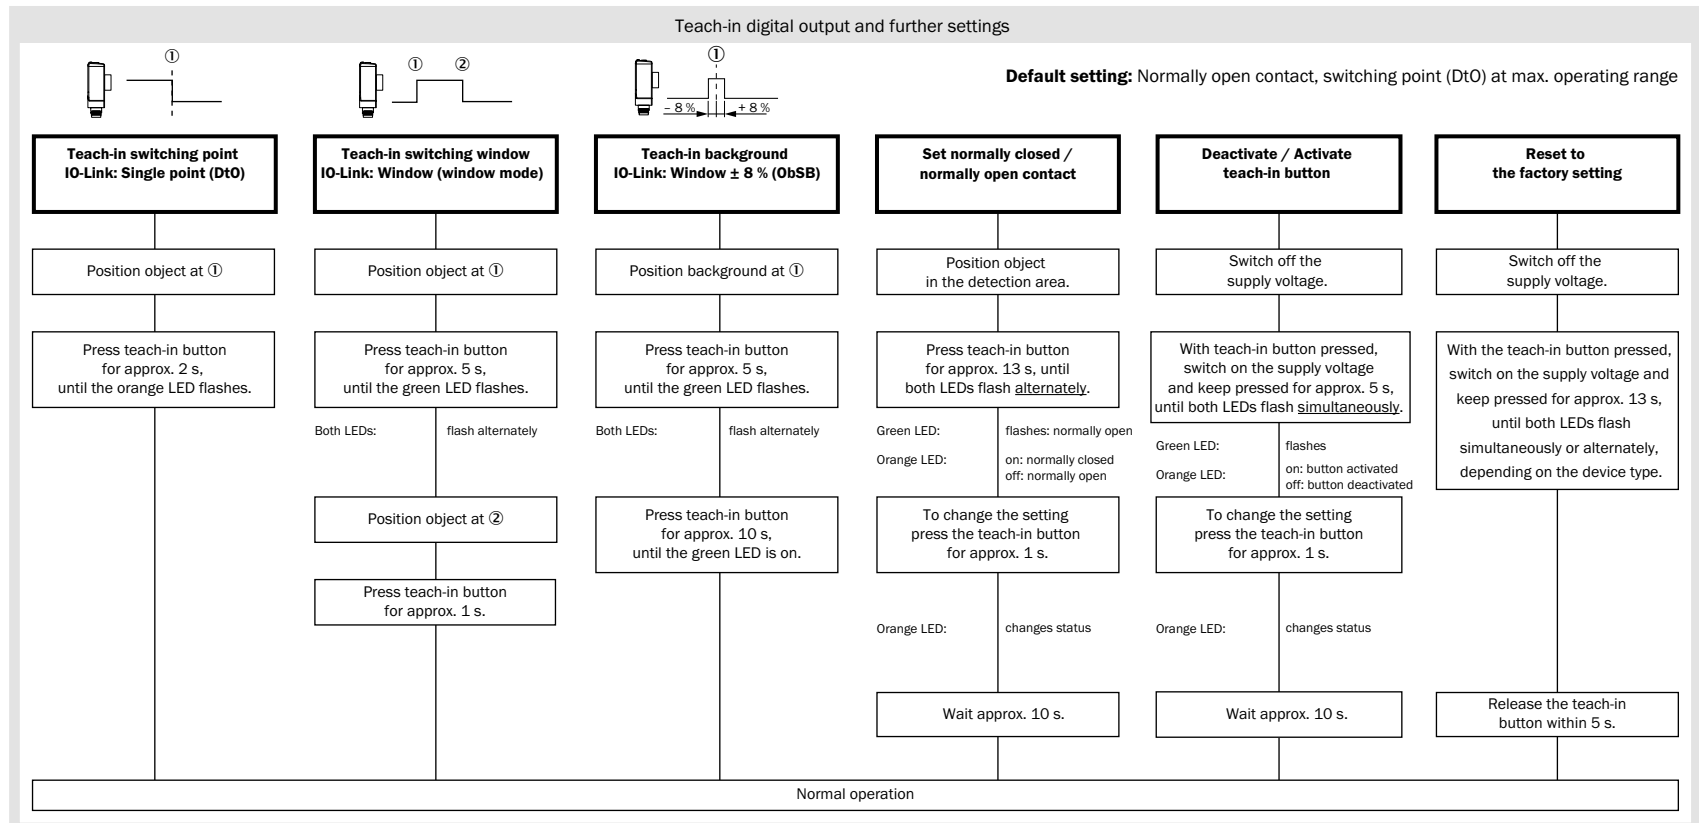 Teach-in digital output and further settings
①
① ②
①
– 8 % + 8 %
Default setting: Normally open contact, switching point (DtO) at max. operating range
Teach-in switching point
IO-Link: Single point (DtO)
Position object at ①
Press teach-in button
for approx. 2 s,
until the orange LED flashes.
Teach-in switching window
IO-Link: Window (window mode)
Position object at ①
Press teach-in button
for approx. 5 s,
until the green LED flashes.
Both LEDs: flash alternately
Position object at ②
Press teach-in button
for approx. 1 s.
Teach-in background
IO-Link: Window ± 8 % (ObSB)
Position background at ①
Press teach-in button
for approx. 5 s,
until the green LED flashes.
Both LEDs: flash alternately
Press teach-in button
for approx. 10 s,
until the green LED is on.
Set normally closed /
normally open contact
Position object
in the detection area.
Press teach-in button
for approx. 13 s, until
both LEDs flash alternately.
Green LED: flashes: normally open
Orange LED: on: normally closed
off: normally open
To change the setting
press the teach-in button
for approx. 1 s.
Orange LED: changes status
Wait approx. 10 s.
Deactivate / Activate
teach-in button
Switch off the
supply voltage.
With teach-in button pressed,
switch on the supply voltage
and keep pressed for approx. 5 s,
until both LEDs flash simultaneously.
Green LED: flashes
Orange LED: on: button activated
off: button deactivated
To change the setting
press the teach-in button
for approx. 1 s.
Orange LED: changes status
Wait approx. 10 s.
Reset to
the factory setting
Switch off the
supply voltage.
With the teach-in button pressed,
switch on the supply voltage and
keep pressed for approx. 13 s,
until both LEDs flash
simultaneously or alternately,
depending on the device type.
Release the teach-in
button within 5 s.
Normal operation